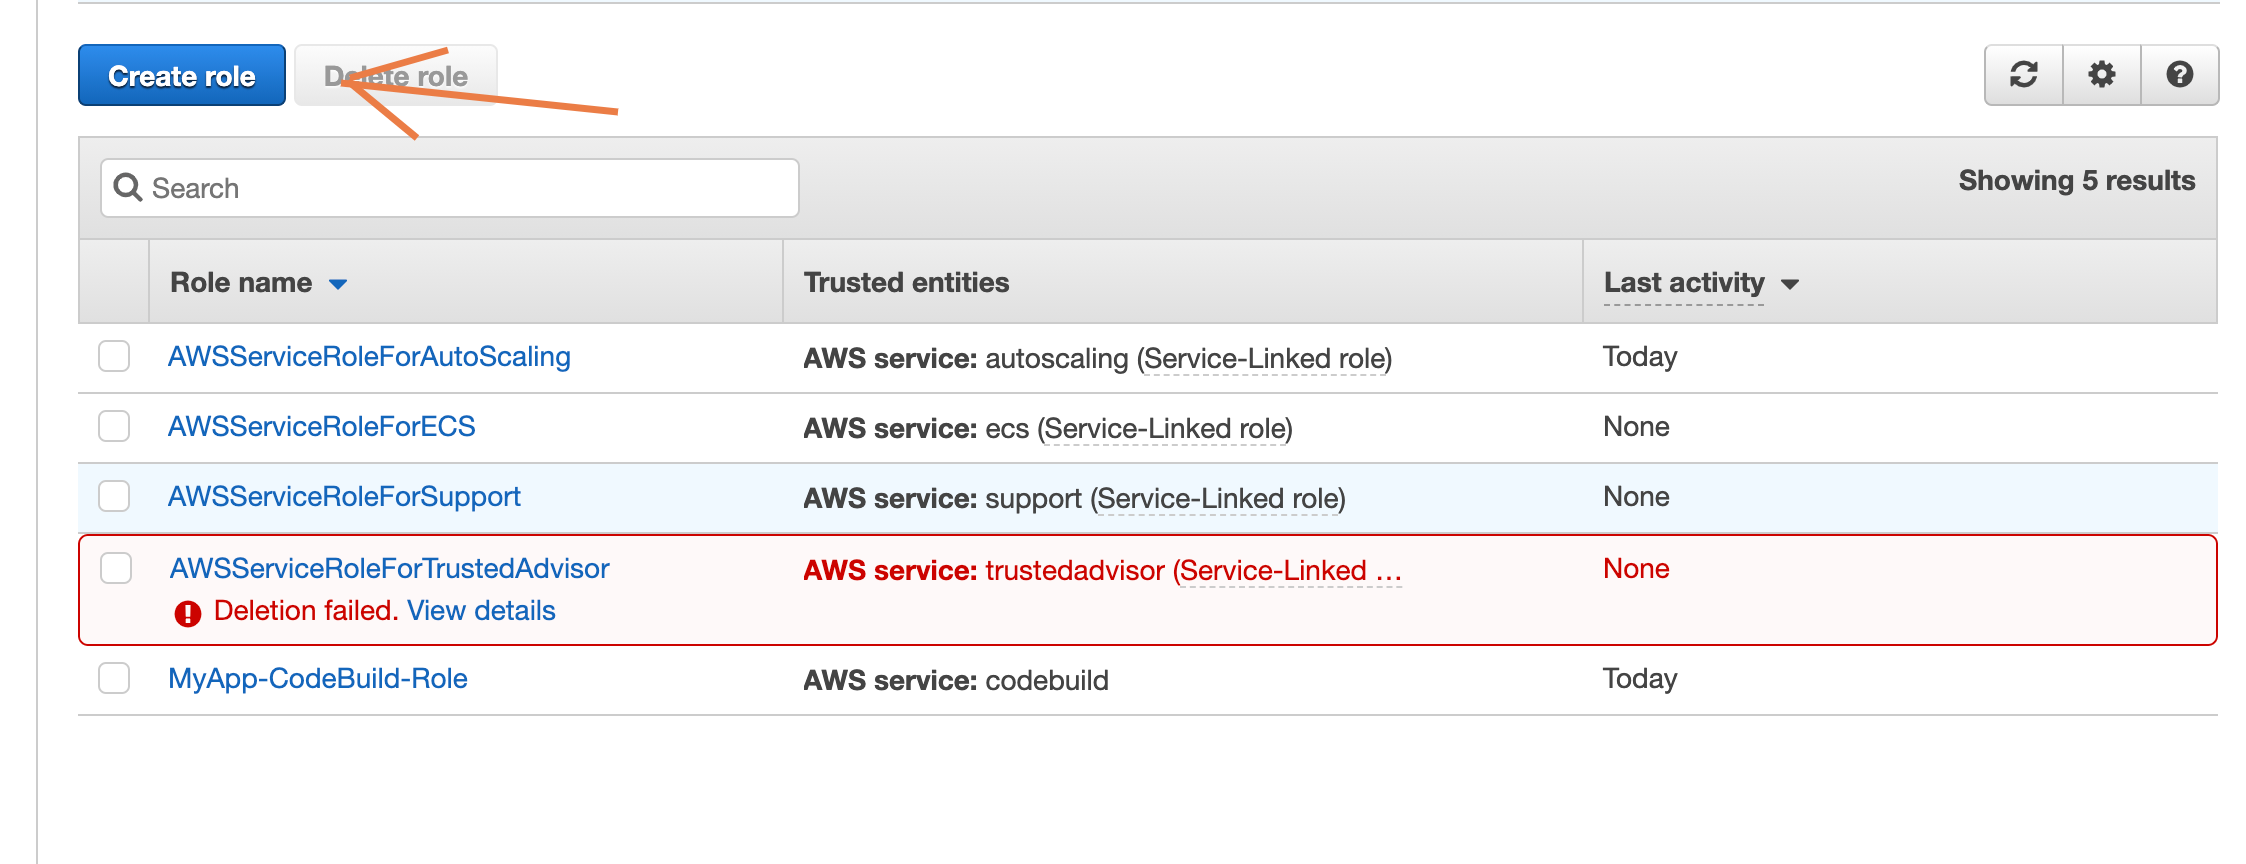 Create role Delete role
Search
Showing 5 results
Role name Trusted entities Last activity
AWSServiceRoleForAutoScaling AWS service: autoscaling (Service-Linked role) Today
AWSServiceRoleForECS AWS service: ecs (Service-Linked role) None
AWSServiceRoleForSupport AWS service: support (Service-Linked role) None
AWSServiceRoleForTrustedAdvisor AWS service: trustedadvisor (Service-Linked … None
Deletion failed. View details
MyApp-CodeBuild-Role AWS service: codebuild Today